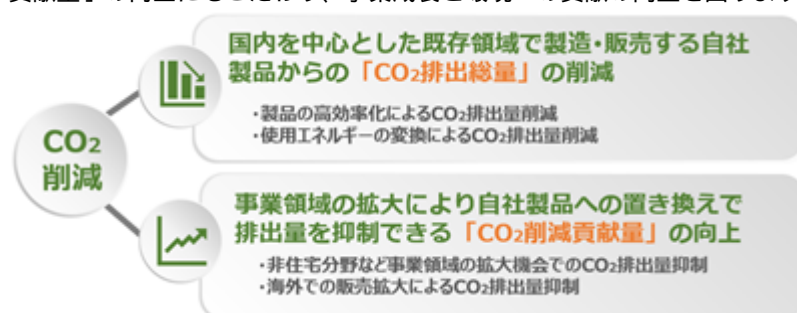 国内を中心とした既存領域で製造・販売する自社
製品からの「CO₂排出総量」の削減
・製品の高効率化によるCO₂排出量削減
・使用エネルギーの変換によるCO₂排出量削減
CO₂
削減
事業領域の拡大により自社製品への置き換えで
排出量を抑制できる「CO₂削減貢献量」の向上
・非住宅分野など事業領域の拡大機会でのCO₂排出量抑制
・海外での販売拡大によるCO₂排出量抑制